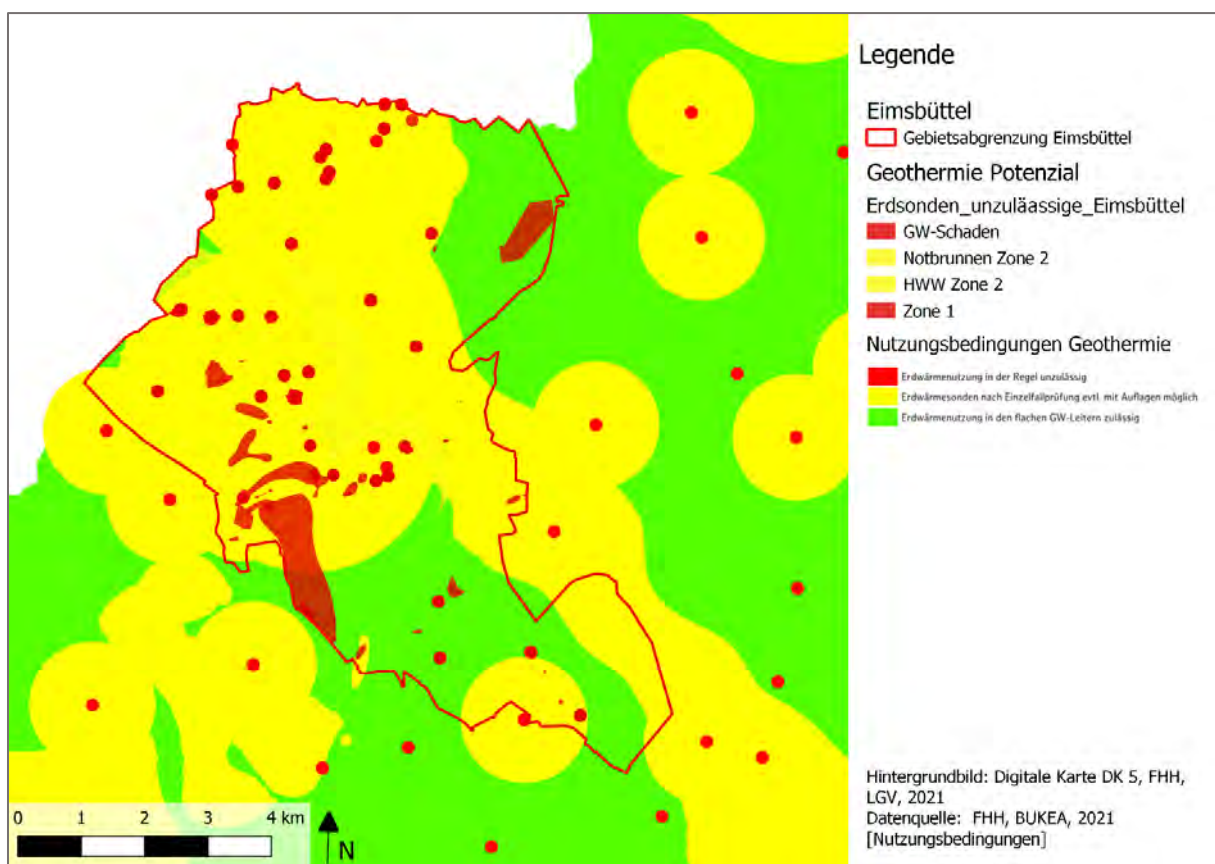 Legende
Eimsbüttel
Gebietsabgrenzung Eimsbüttel
Geothermie Potenzial
Erdsonden_unzuläassige_Eimsbüttel
GW-Schaden
Notbrunnen Zone 2
HWW Zone 2
Zone 1
Nutzungsbedingungen Geothermie
Erdwärmenutzung in der Regel unzulässig
Erdwärmesonden nach Einzelfallprüfung evtl. mit Auflagen möglich
Erdwärmenutzung in den flachen GW-Leitern zulässig
Hintergrundbild: Digitale Karte DK 5, FHH,
LGV, 2021
Datenquelle: FHH, BUKEA, 2021
[Nutzungsbedingungen]
0 1 2 3 4 km
N